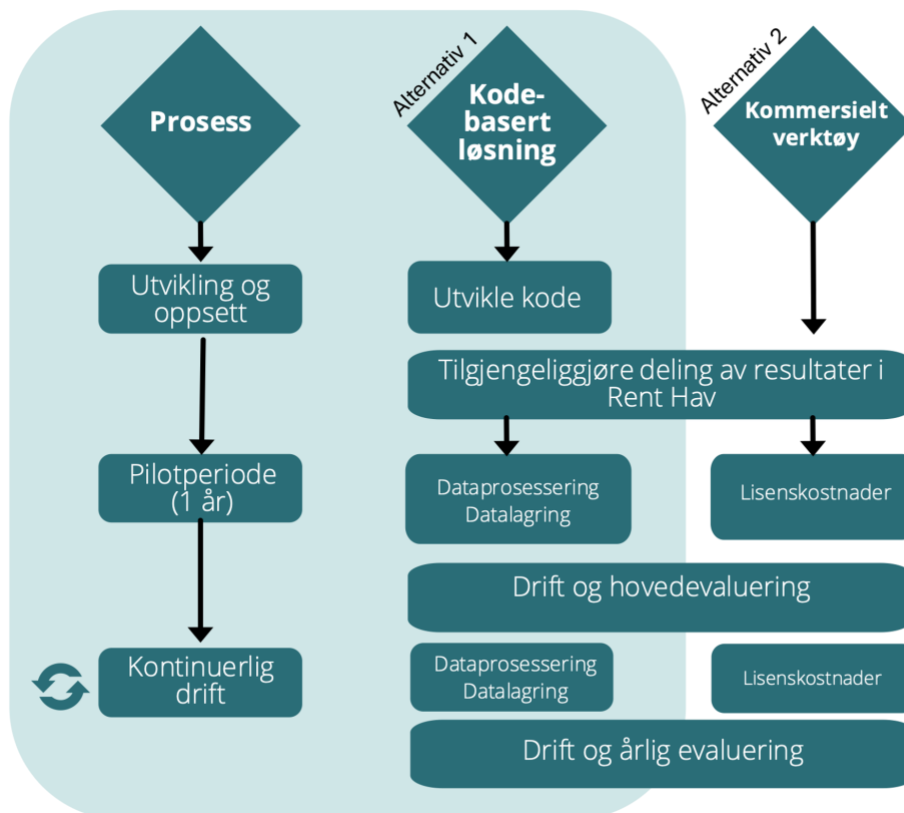 Prosess
Utvikling og
oppsett
Pilotperiode
(1 år)
Kontinuerlig
drift
Alternativ 1
Kode-
basert
løsning
Utvikle kode
Alternativ 2
Kommersielt
verktøy
Tilgjengeliggjøre deling av resultater i
Rent Hav
Dataprosessering
Datalagring
Lisenskostnader
Drift og hovedevaluering
Dataprosessering
Datalagring
Lisenskostnader
Drift og årlig evaluering